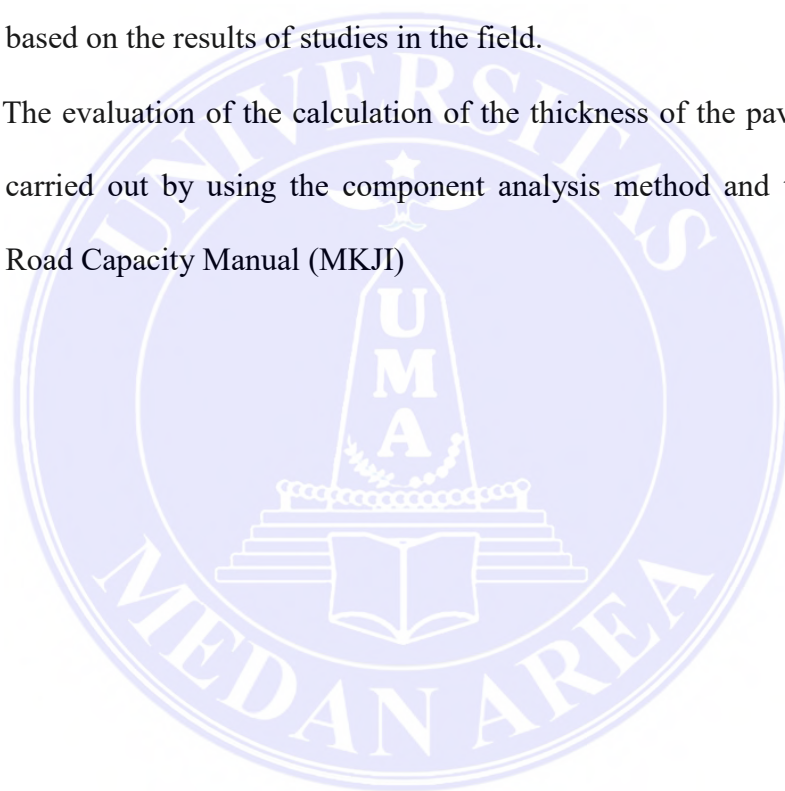 based on the results of studies in the field.
The evaluation of the calculation of the thickness of the
carried out by using the component analysis method and
Road Capacity Manual (MKJI)
UNIVERSITAS
UMA
MEDAN AREA